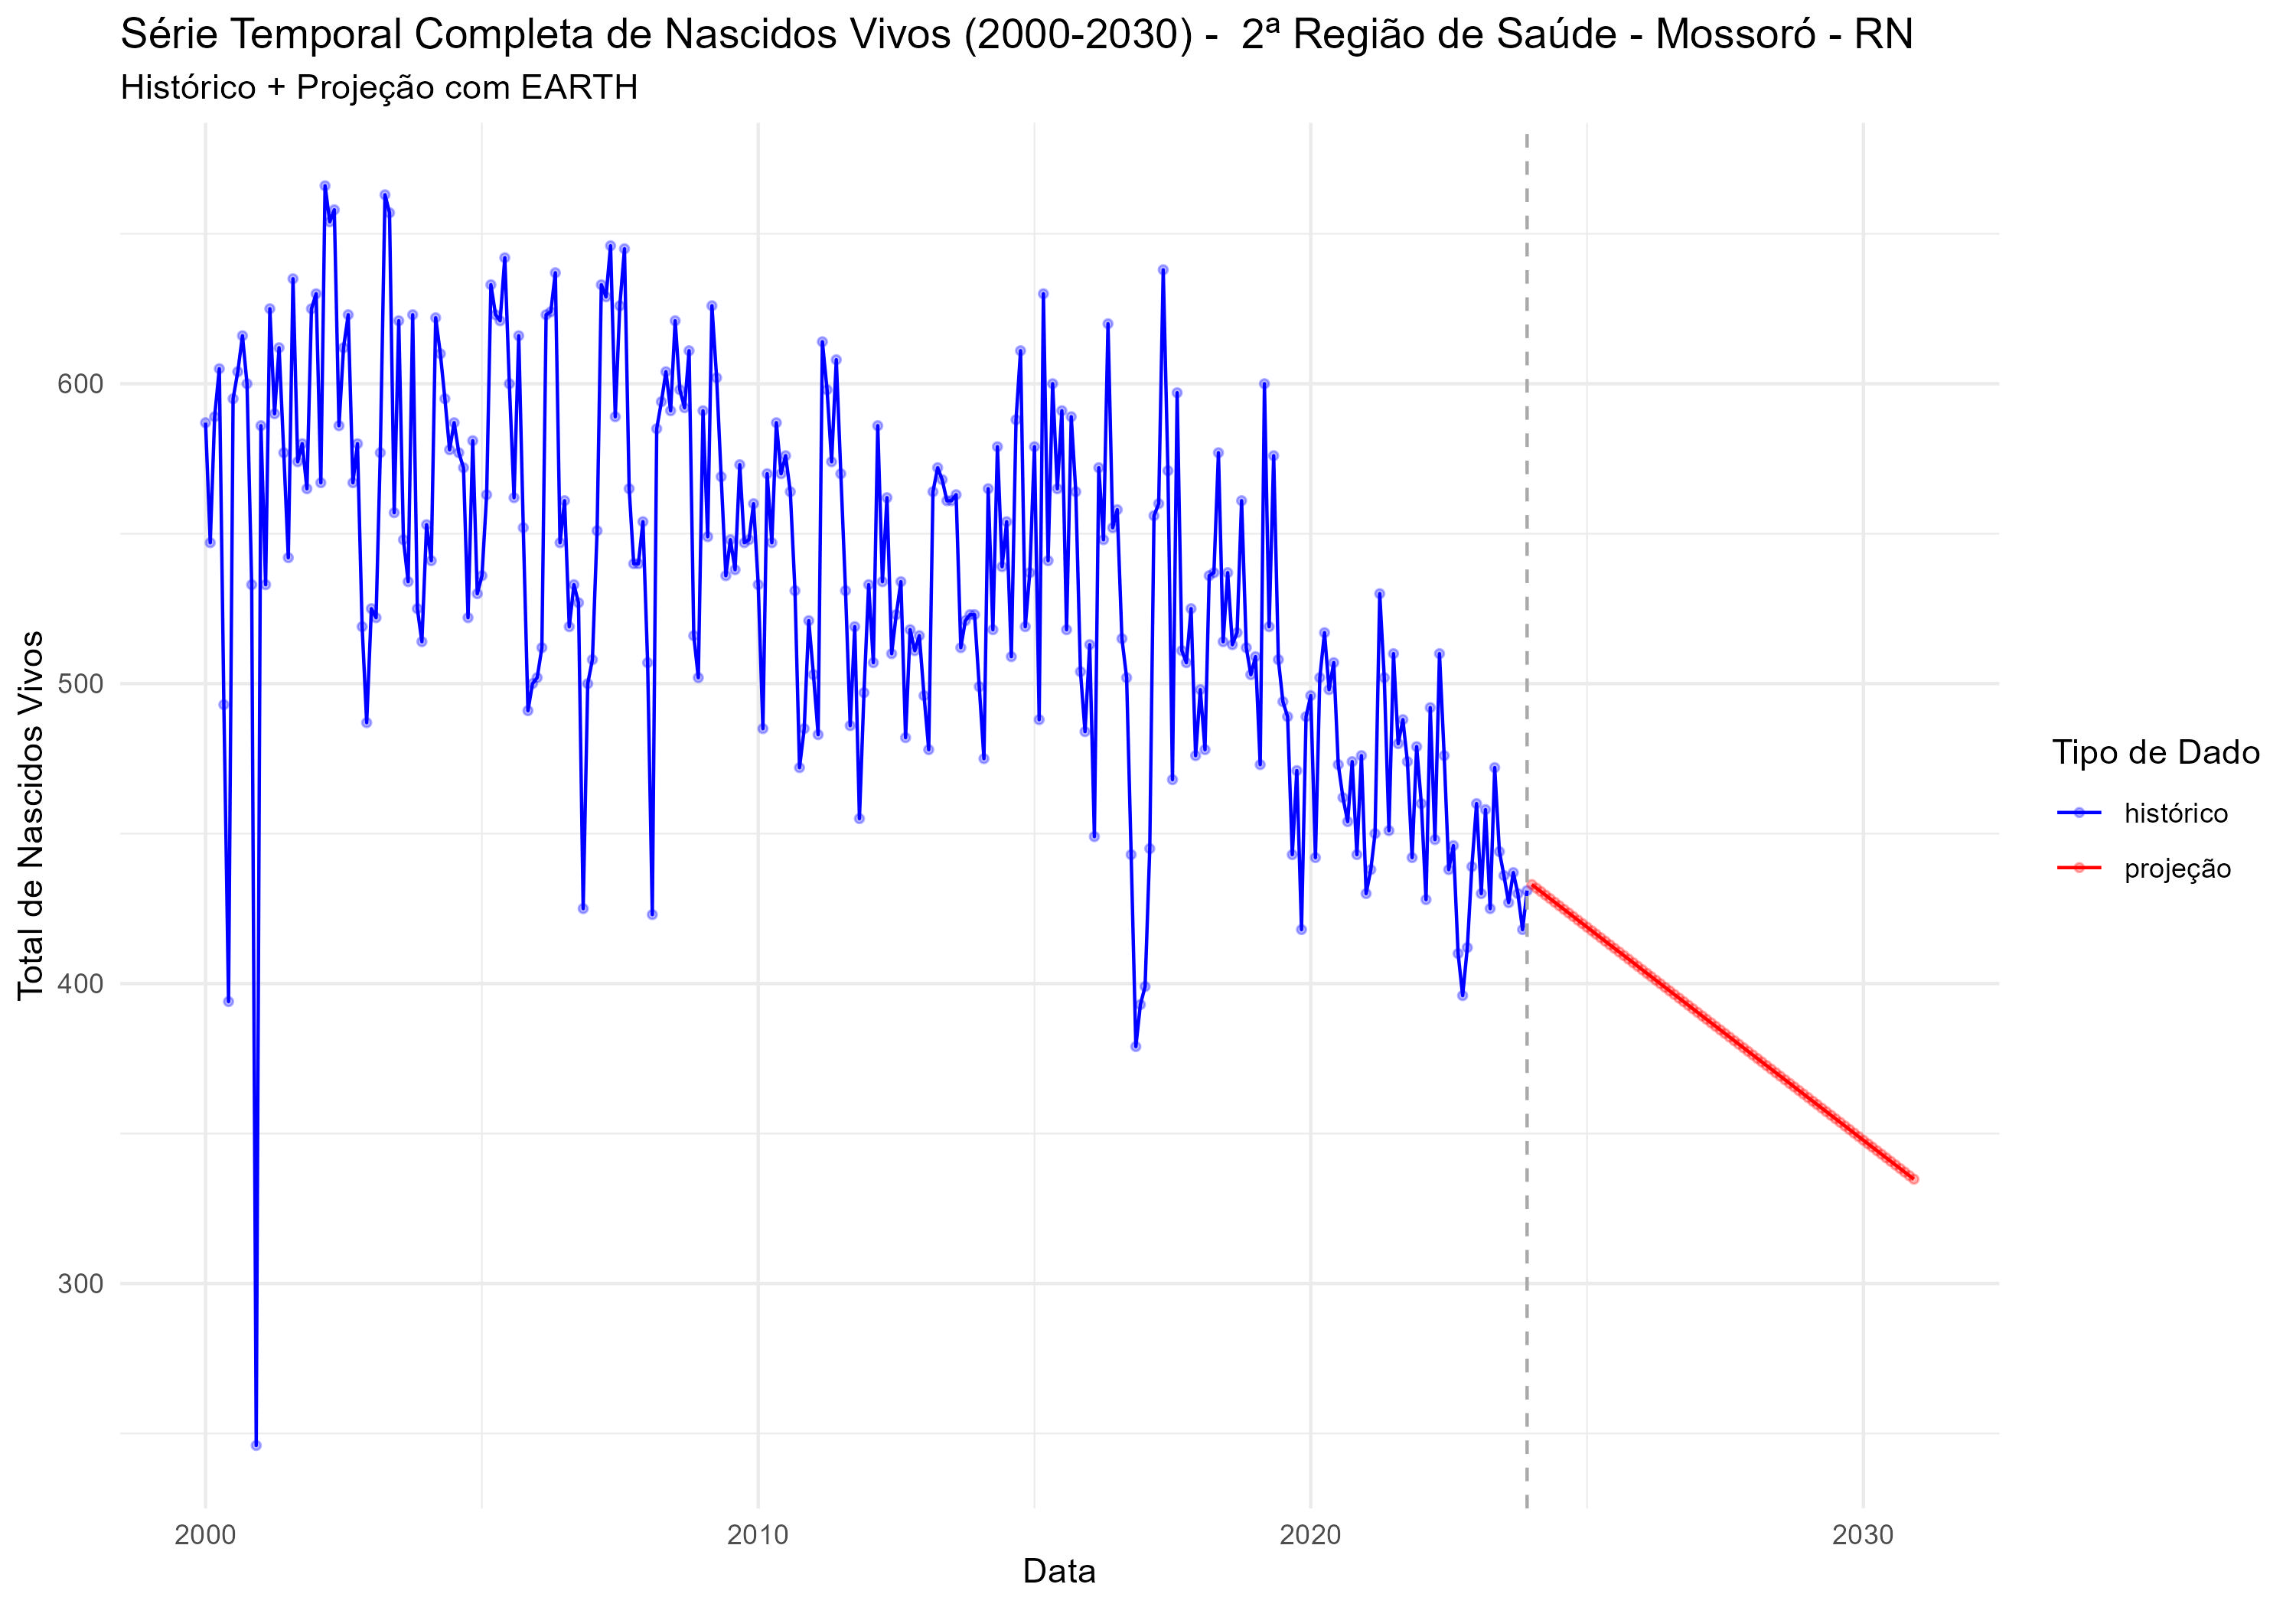 Série Temporal Completa de Nascidos Vivos (2000-2030) -  2ª Região de Saúde - Mossoró - RN
Histórico + Projeção com EARTH
Total de Nascidos Vivos
600
500
400
300
2000
2010
2020
2030
Data
Tipo de Dado
histórico
projeção